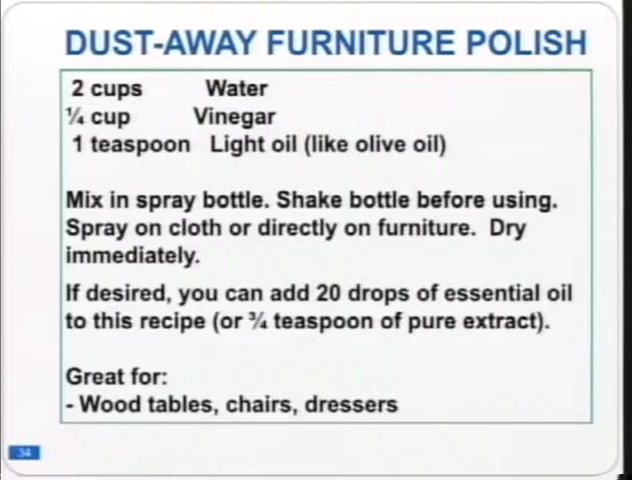 DUST-AWAY FURNITURE POLISH
2 cups Water
¼ cup Vinegar
1 teaspoon Light oil (like olive oil)
Mix in spray bottle. Shake bottle before using.
Spray on cloth or directly on furniture. Dry
immediately.
If desired, you can add 20 drops of essential oil
to this recipe (or ¾ teaspoon of pure extract).
Great for:
- Wood tables, chairs, dressers
34